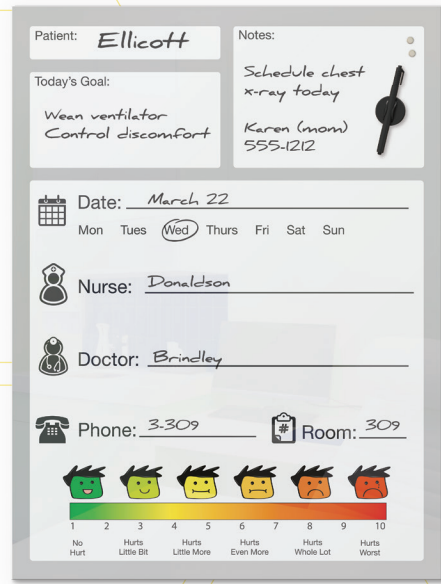 Patient: Ellicott
Today's Goal:
Wean ventilator
Control discomfort
Notes:
Schedule chest
x-ray today
Karen (mom)
555-1212
Date: March 22
Mon Tues Wed Thurs Fri Sat Sun
Nurse: Donaldson
Doctor: Brindley
Phone: 3-309
# Room: 309
1 2 3 4 5 6 7 8 9 10
No Hurt
Hurts Little Bit
Hurts Little More
Hurts Even More
Hurts Whole Lot
Hurts Worst